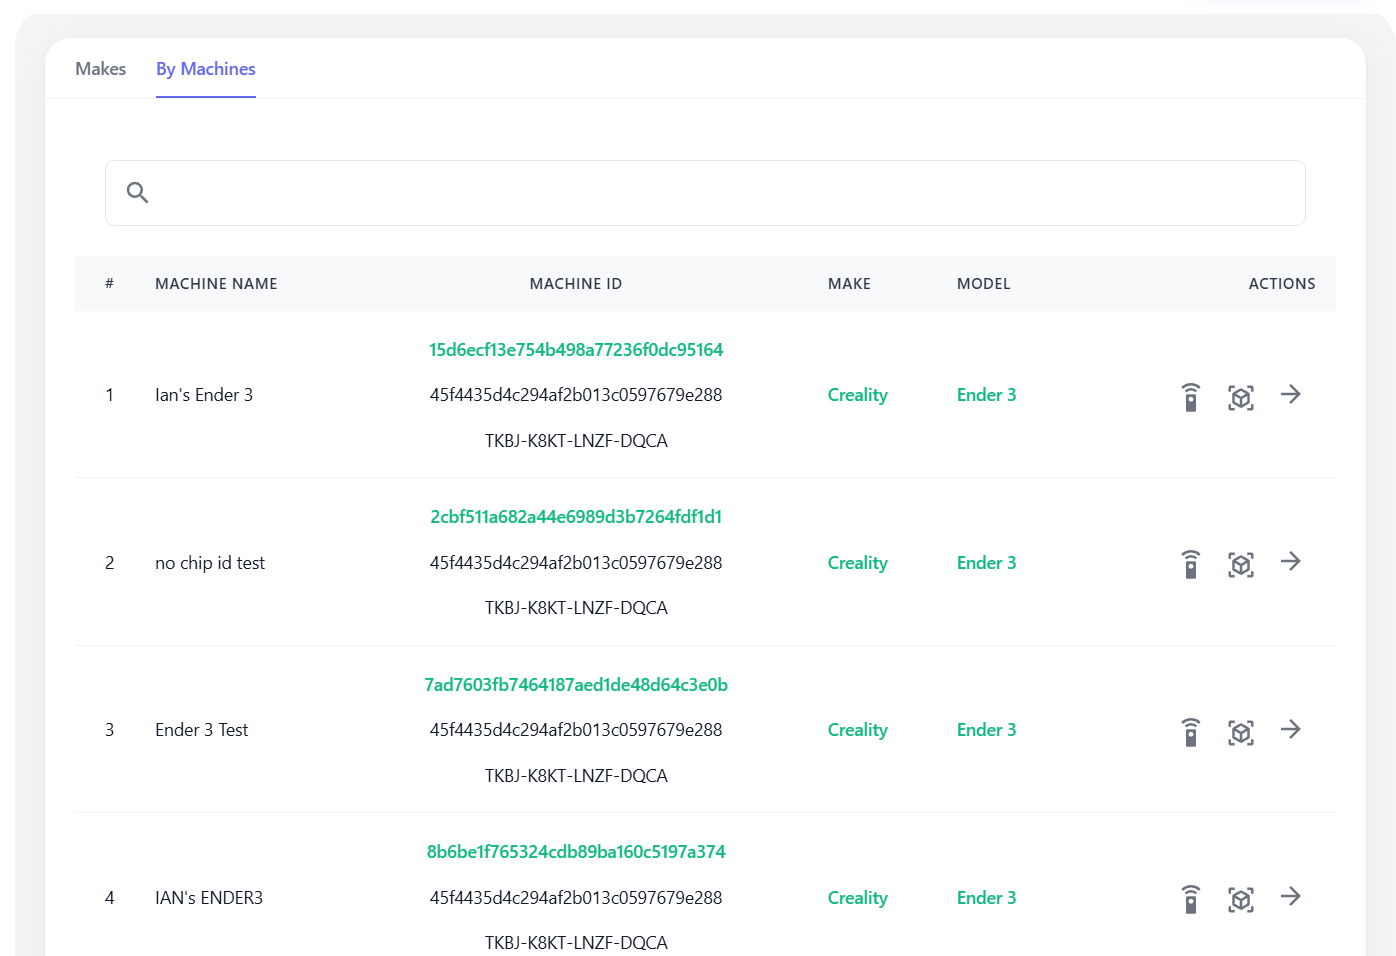 Makes By Machines
# MACHINE NAME MACHINE ID MAKE MODEL ACTIONS
15d6ecf13e754b498a77236f0dc95164
1 Ian's Ender 3 45f4435d4c294af2b013c0597679e288 Creality Ender 3
TKBJ-K8KT-LNZF-DQCA
2cbf511a682a44e6989d3b7264fdf1d1
2 no chip id test 45f4435d4c294af2b013c0597679e288 Creality Ender 3
TKBJ-K8KT-LNZF-DQCA
7ad7603fb7464187aed1de48d64c3e0b
3 Ender 3 Test 45f4435d4c294af2b013c0597679e288 Creality Ender 3
TKBJ-K8KT-LNZF-DQCA
8b6be1f765324cdb89ba160c5197a374
4 IAN's ENDER3 45f4435d4c294af2b013c0597679e288 Creality Ender 3
TKBJ-K8KT-LNZF-DQCA